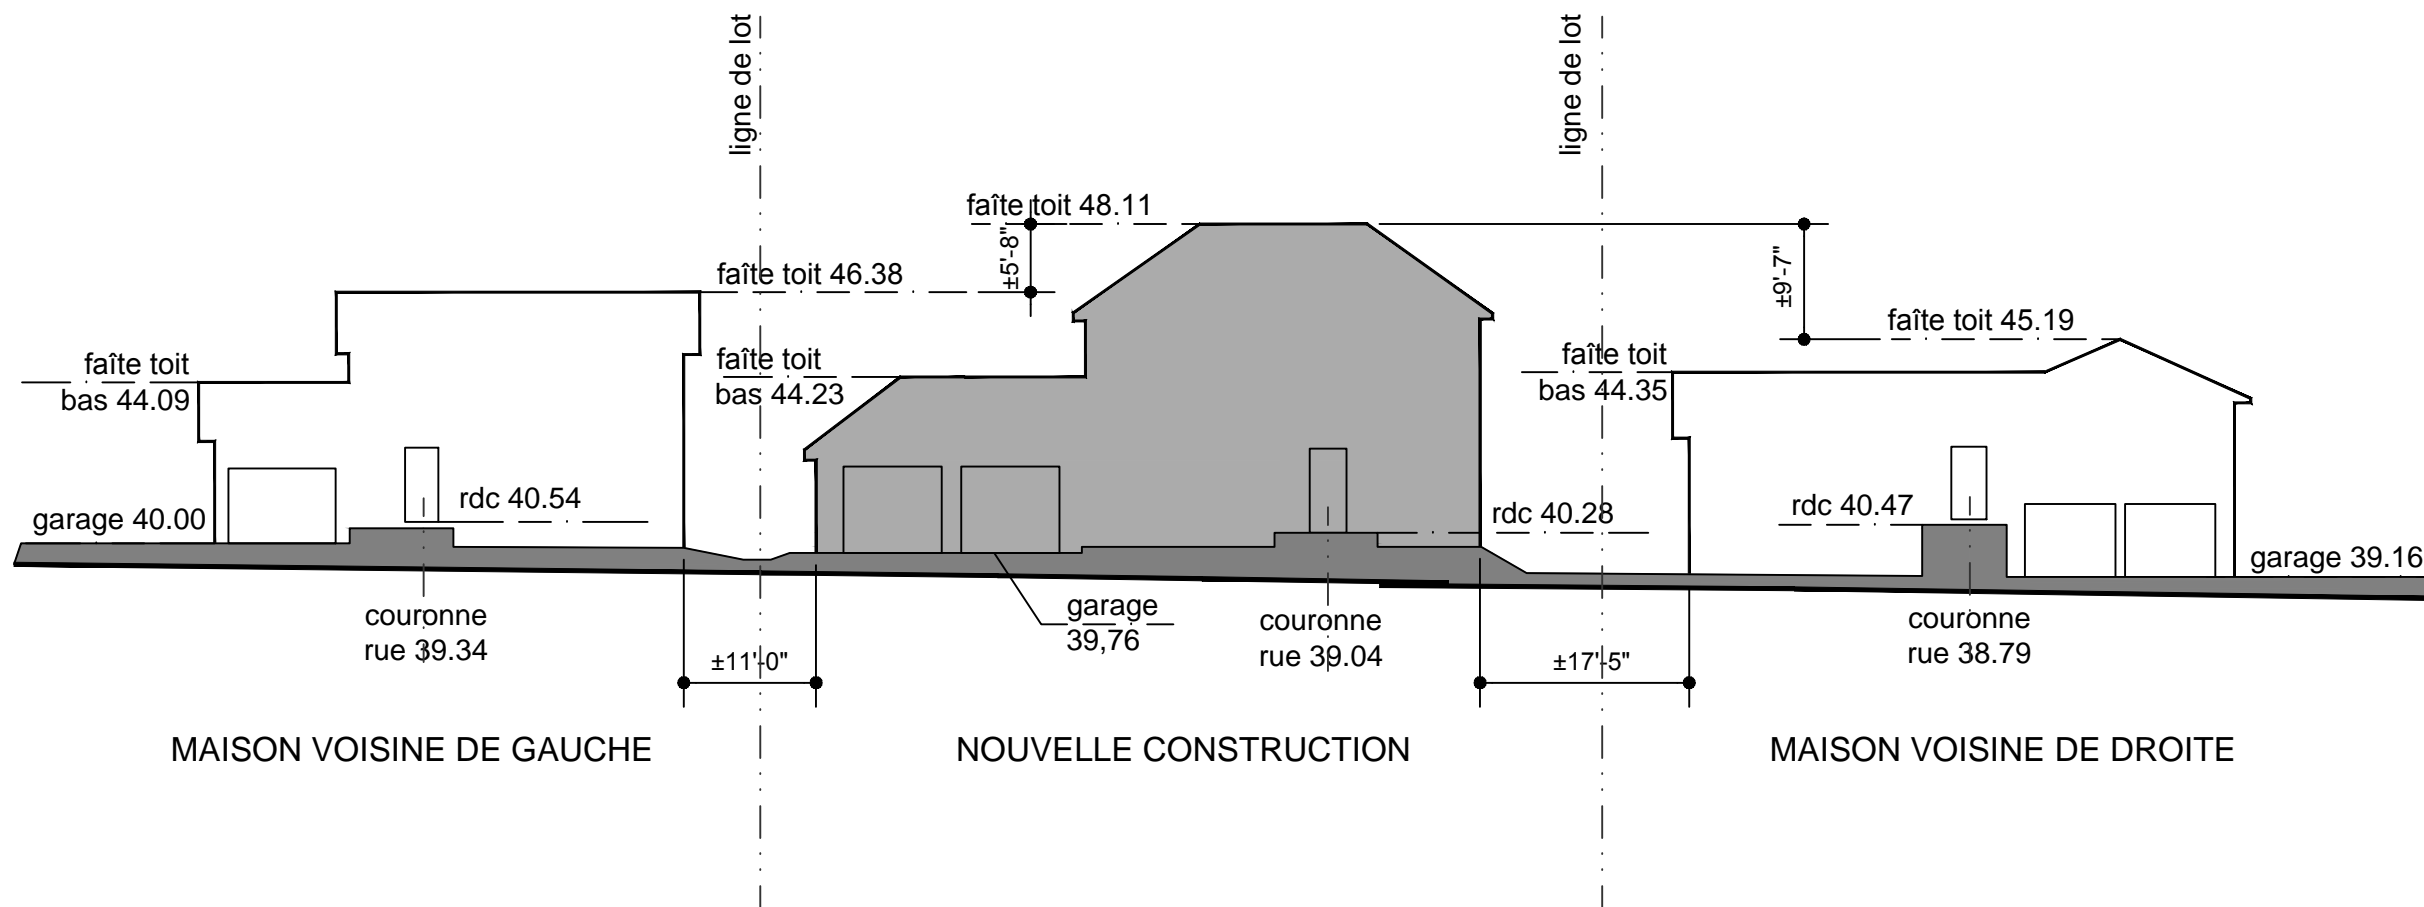 ligne de lot
ligne de lot
faîte toit 48.11
±5'-8"
faîte toit 46.38
±9'-7"
faîte toit 45.19
faîte toit
bas 44.09
faîte toit
bas 44.23
faîte toit
bas 44.35
rdc 40.54
garage 40.00
rdc 40.28
rdc 40.47
garage 39.16
couronne
rue 39.34
±11'-0"
garage
39,76
couronne
rue 39.04
±17'-5"
couronne
rue 38.79
MAISON VOISINE DE GAUCHE
NOUVELLE CONSTRUCTION
MAISON VOISINE DE DROITE